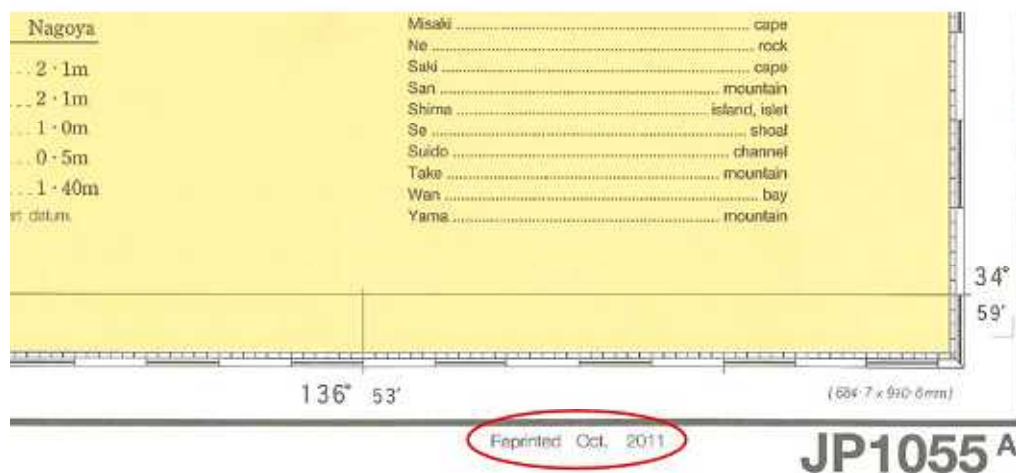 Nagoya
...2·1m
...2·1m
...1·0m
...0·5m
...1·40m
datum.
Misaki ........ cape
Ne ........ rock
Saki ........ cape
San ........ mountain
Shima ........ island, islet
Se ........ shoal
Suido ........ channel
Take ........ mountain
Wan ........ bay
Yama ........ mountain
34°
59′
136° 53′
Reprinted Oct. 2011
JP1055 A